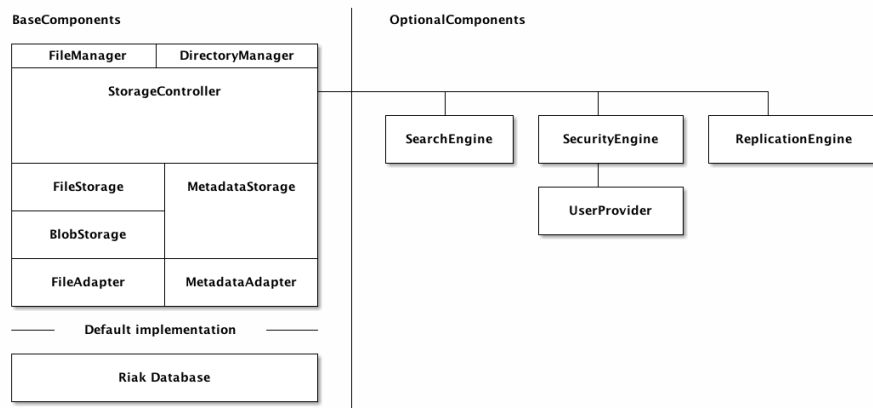 BaseComponents
OptionalComponents
FileManager
DirectoryManager
StorageController
SearchEngine
SecurityEngine
ReplicationEngine
FileStorage
MetadataStorage
UserProvider
BlobStorage
FileAdapter
MetadataAdapter
Default implementation
Riak Database